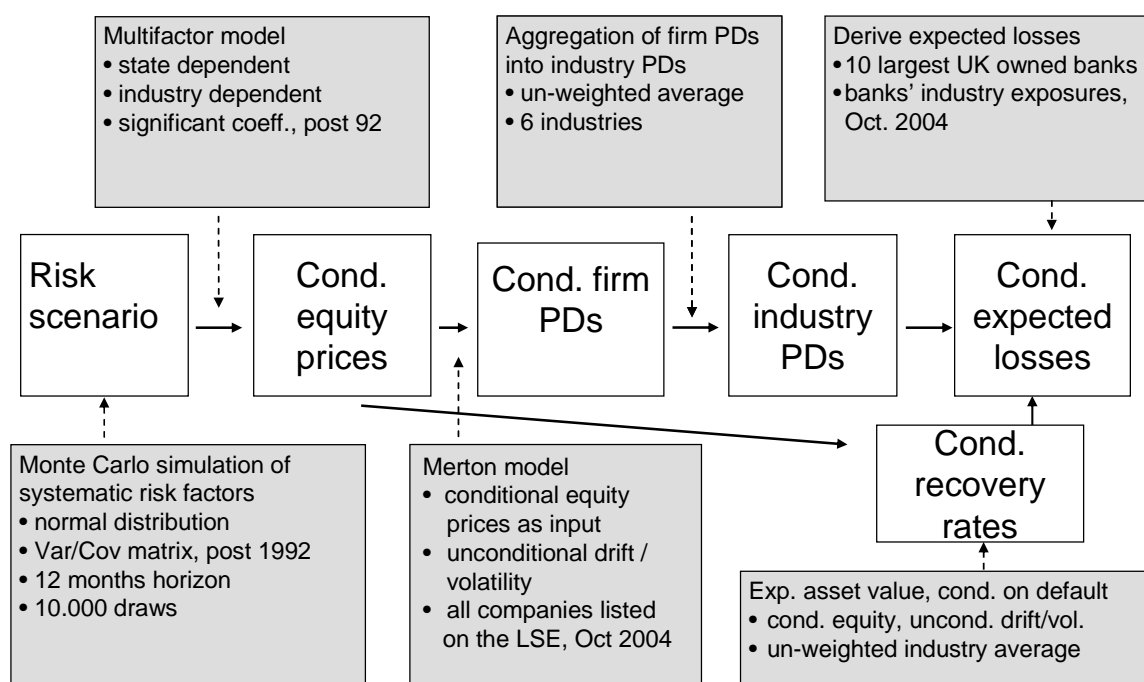 Multifactor model
• state dependent
• industry dependent
• significant coeff., post 92
Aggregation of firm PDs
into industry PDs
• un-weighted average
• 6 industries
Derive expected losses
• 10 largest UK owned banks
• banks' industry exposures,
Oct. 2004
Risk
scenario
Cond.
equity
prices
Cond. firm
PDs
Cond.
industry
PDs
Cond.
expected
losses
Monte Carlo simulation of
systematic risk factors
• normal distribution
• Var/Cov matrix, post 1992
• 12 months horizon
• 10.000 draws
Merton model
• conditional equity
prices as input
• unconditional drift /
volatility
• all companies listed
on the LSE, Oct 2004
Cond.
recovery
rates
Exp. asset value, cond. on default
• cond. equity, uncond. drift/vol.
• un-weighted industry average